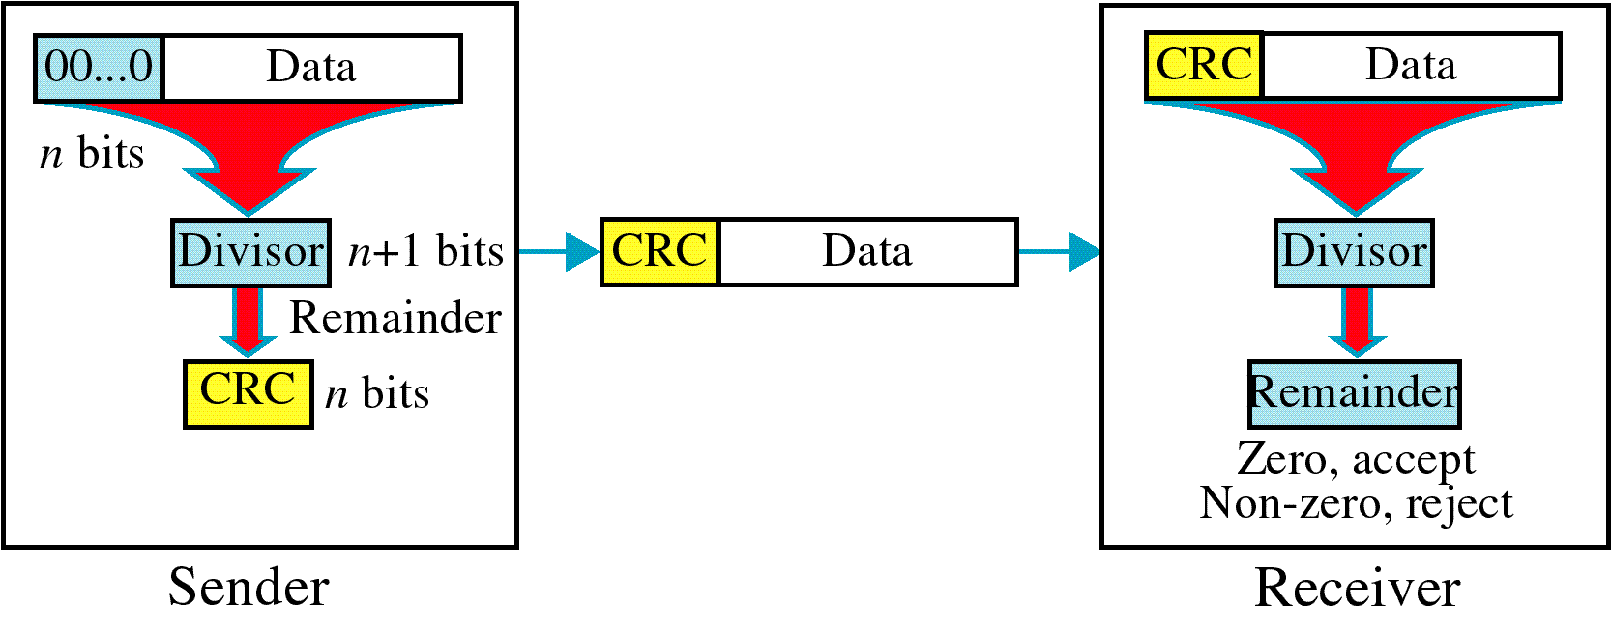 00...0 Data
n bits
Divisor n+1 bits
Remainder
CRC n bits
Sender
CRC Data
CRC Data
Divisor
Remainder
Zero, accept
Non-zero, reject
Receiver